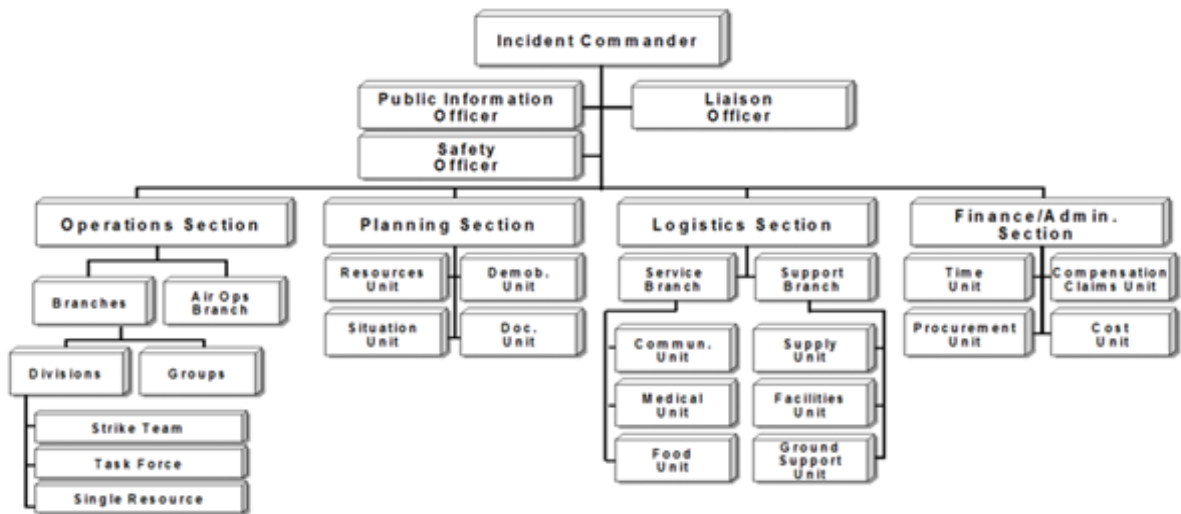 Incident Commander
Public Information
Officer
Liaison
Officer
Safety
Officer
Operations Section
Planning Section
Logistics Section
Finance/Admin.
Section
Branches
Air Ops
Branch
Resources
Unit
Demob.
Unit
Service
Branch
Support
Branch
Time
Unit
Compensation
Claims Unit
Situation
Unit
Doc.
Unit
Procurement
Unit
Cost
Unit
Divisions
Groups
Commun.
Unit
Supply
Unit
Medical
Unit
Facilities
Unit
Food
Unit
Ground
Support
Unit
Strike Team
Task Force
Single Resource